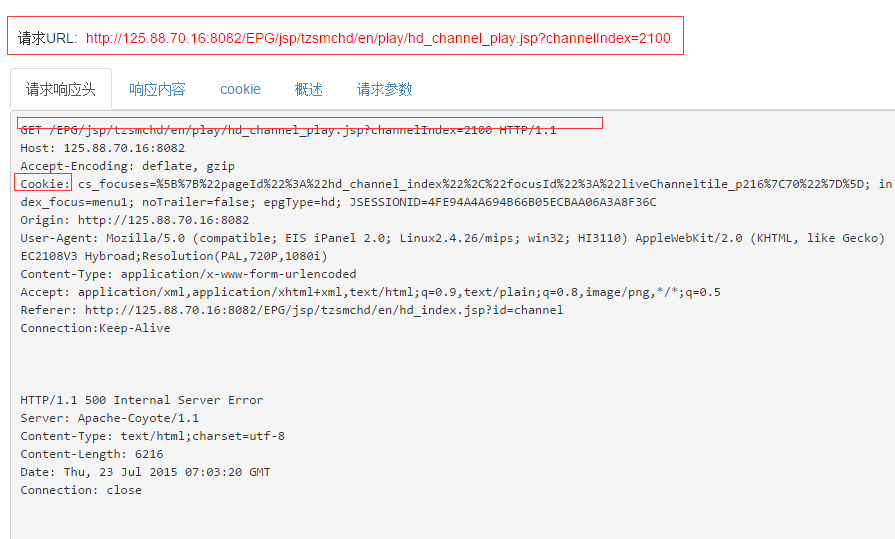 请求URL: http://125.88.70.16:8082/EPG/jsp/tzsmchd/en/play/hd_channel_play.jsp?channelIndex=2100
请求响应头 响应内容 cookie 概述 请求参数
GET /EPG/jsp/tzsmchd/en/play/hd_channel_play.jsp?channelIndex=2100 HTTP/1.1
Host: 125.88.70.16:8082
Accept-Encoding: deflate, gzip
Cookie: cs_focuses=%5B%7B%22pageId%22%3A%22hd_channel_index%22%2C%22focusId%22%3A%22liveChanneltile_p216%7C70%22%7D%5D; in
dex_focus=menu1; noTrailer=false; epgType=hd; JSESSIONID=4FE94A4A694B66B05ECBAA06A3A8F36C
Origin: http://125.88.70.16:8082
User-Agent: Mozilla/5.0 (compatible; EIS iPanel 2.0; Linux2.4.26/mips; win32; HI3110) AppleWebKit/2.0 (KHTML, like Gecko)
EC2108V3 Hybroad;Resolution(PAL,720P,1080i)
Content-Type: application/x-www-form-urlencoded
Accept: application/xml,application/xhtml+xml,text/html;q=0.9,text/plain;q=0.8,image/png,*/*;q=0.5
Referer: http://125.88.70.16:8082/EPG/jsp/tzsmchd/en/hd_index.jsp?id=channel
Connection:Keep-Alive
HTTP/1.1 500 Internal Server Error
Server: Apache-Coyote/1.1
Content-Type: text/html;charset=utf-8
Content-Length: 6216
Date: Thu, 23 Jul 2015 07:03:20 GMT
Connection: close